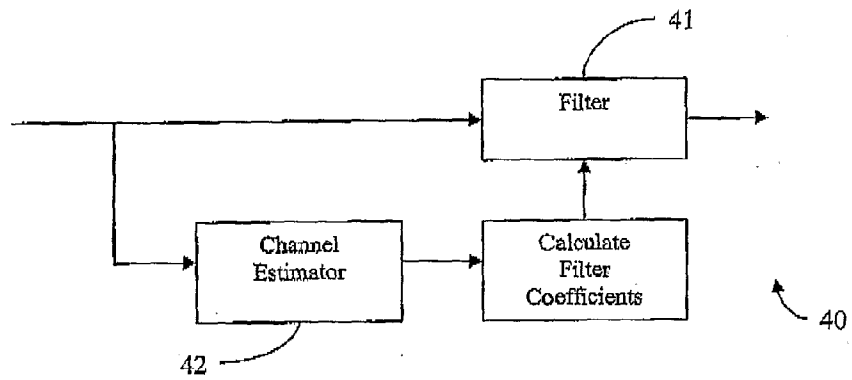 41
Filter
Channel
Estimator
Calculate
Filter
Coefficients
42
40